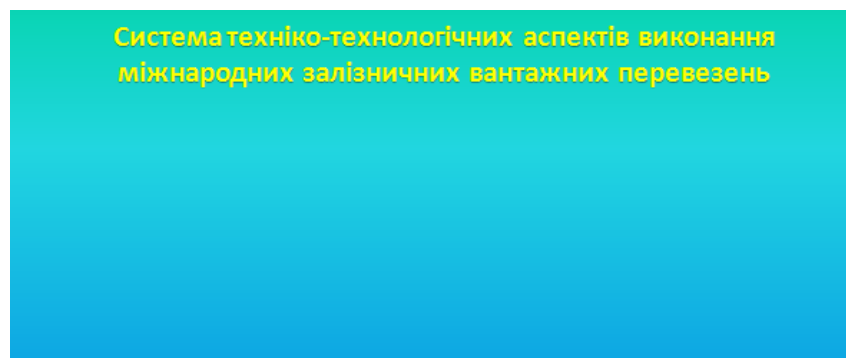 Система техніко-технологічних аспектів виконання
міжнародних залізничних вантажних перевезень